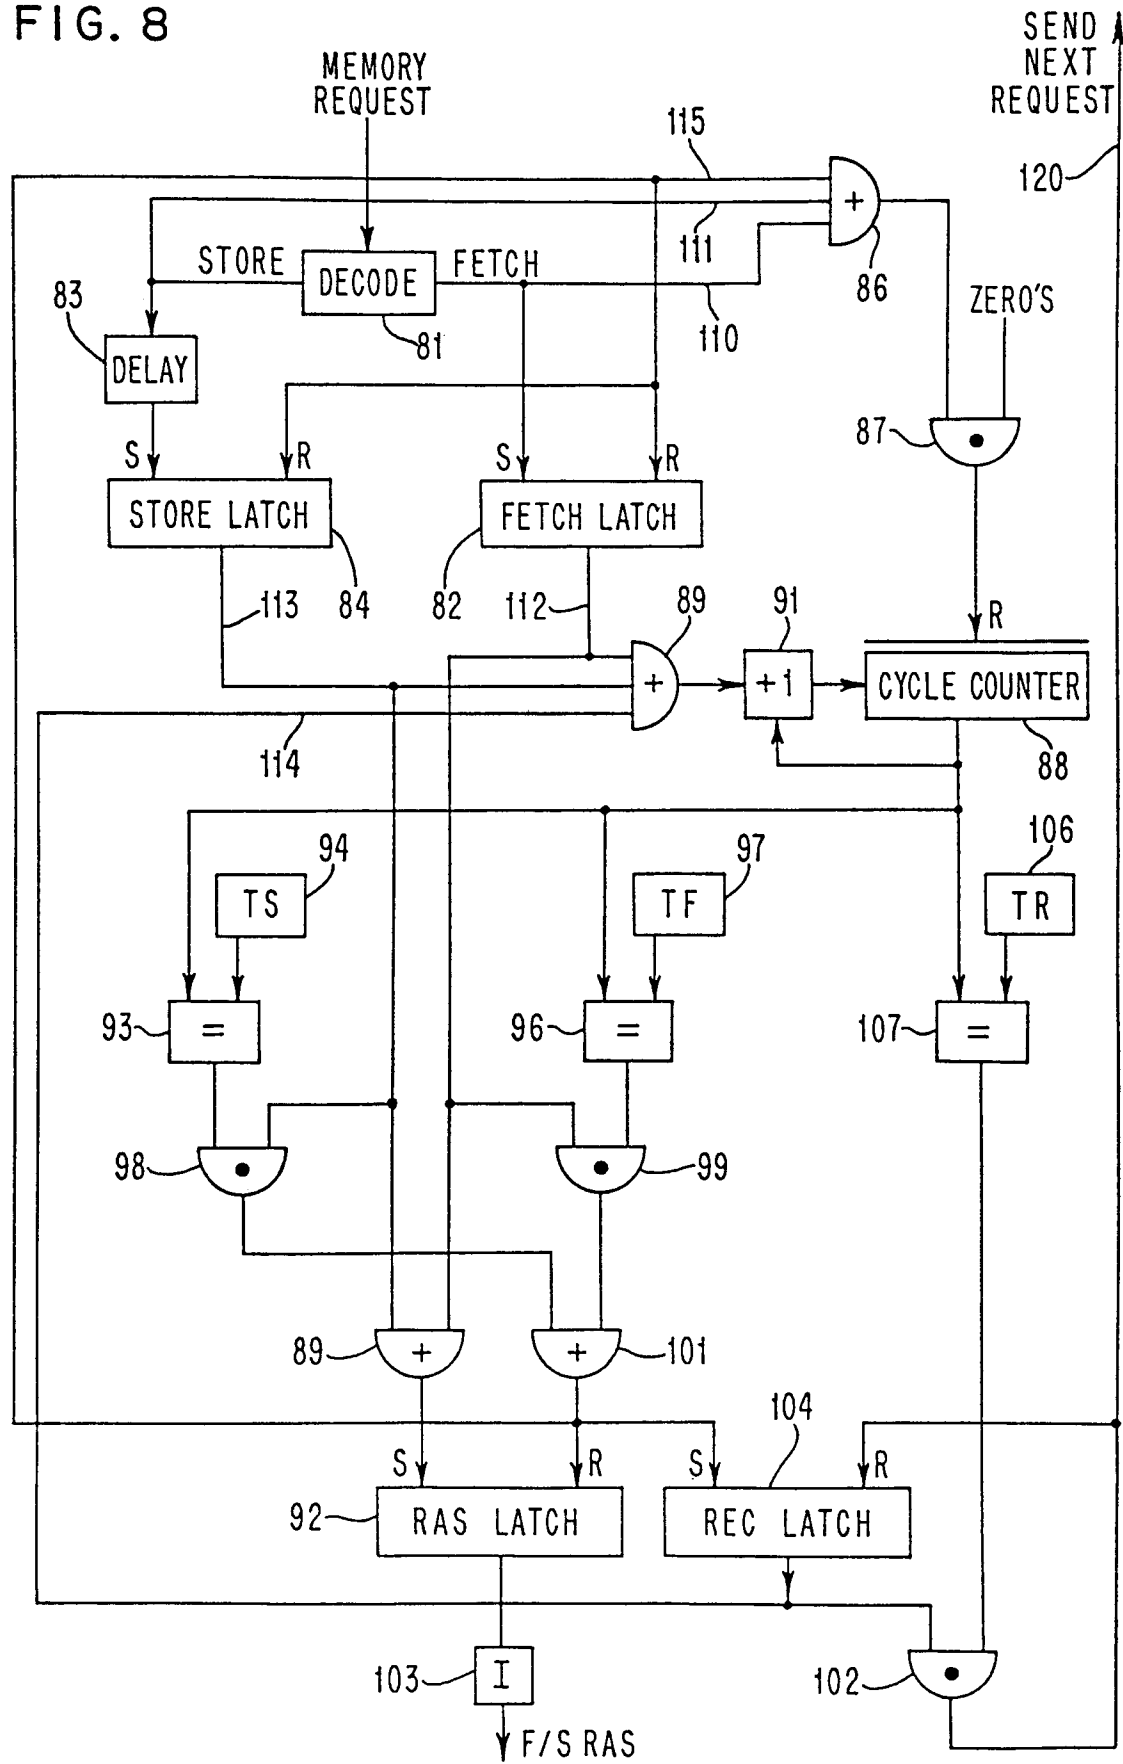 FIG. 8
SEND
NEXT
REQUEST
MEMORY
REQUEST
115
120
111
+
86
STORE
DECODE
FETCH
83
81
110
ZERO'S
DELAY
87
S
R
S
R
STORE LATCH
FETCH LATCH
113
84
82
112
89
91
R
+
+1
CYCLE COUNTER
114
88
94
97
106
TS
TF
TR
93
=
96
=
107
=
98
99
89
+
+
101
104
S
R
S
R
92
RAS LATCH
REC LATCH
103
I
102
F/S RAS